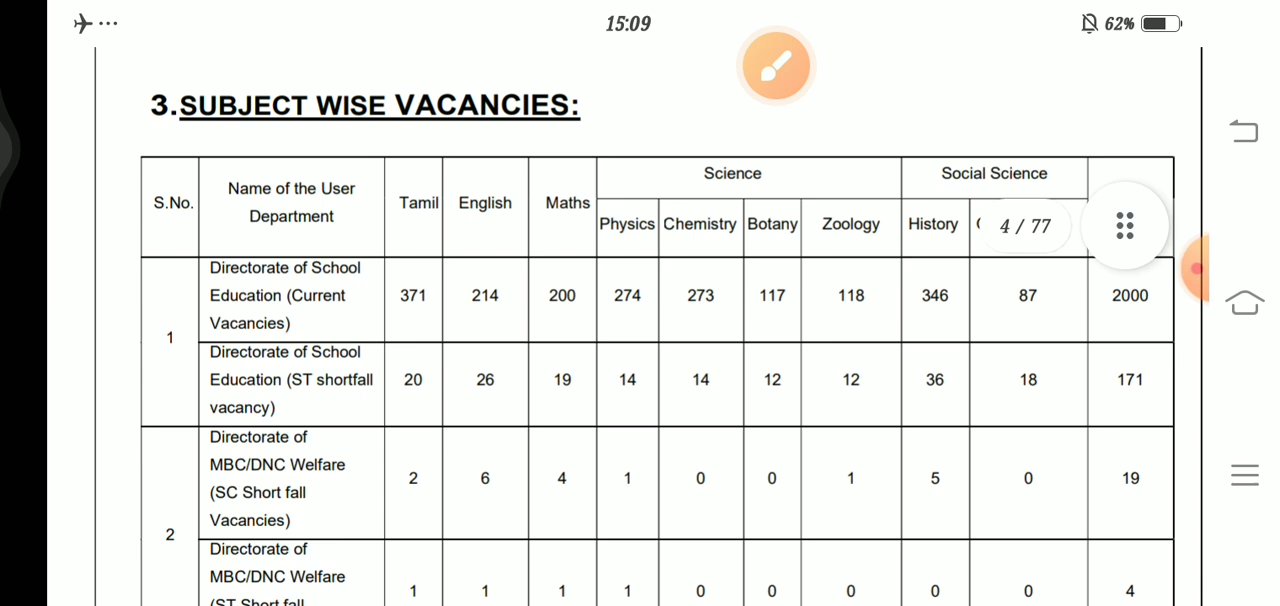 15:09
62%
3.SUBJECT WISE VACANCIES:
S.No.
Name of the User
Department
Tamil
English
Maths
Science
Social Science
Physics
Chemistry
Botany
Zoology
History
4 / 77
1
Directorate of School
Education (Current
Vacancies)
371 214 200 274 273 117 118 346 87 2000
Directorate of School
Education (ST shortfall
vacancy)
20 26 19 14 14 12 12 36 18 171
2
Directorate of
MBC/DNC Welfare
(SC Short fall
Vacancies)
2 6 4 1 0 0 1 5 0 19
Directorate of
MBC/DNC Welfare
(ST Short fall
1 1 1 1 0 0 0 0 0 4